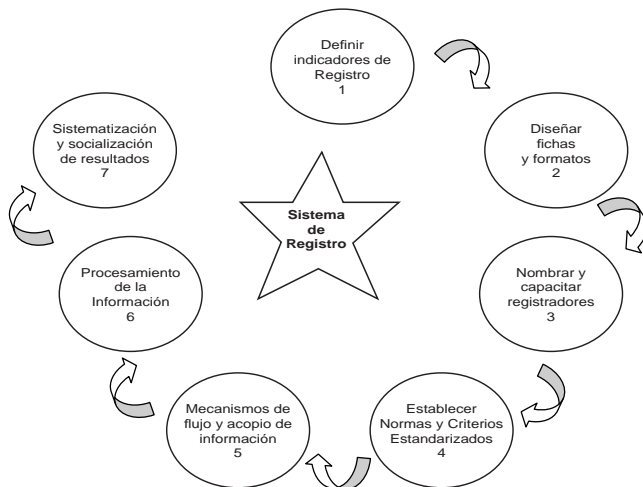 Definir
indicadores de
Registro
1
Diseñar
fichas
y formatos
2
Nombrar y
capacitar
registradores
3
Establecer
Normas y Criterios
Estandarizados
4
Mecanismos de
flujo y acopio de
información
5
Procesamiento
de la
Información
6
Sistematización
y socialización
de resultados
7
Sistema
de
Registro